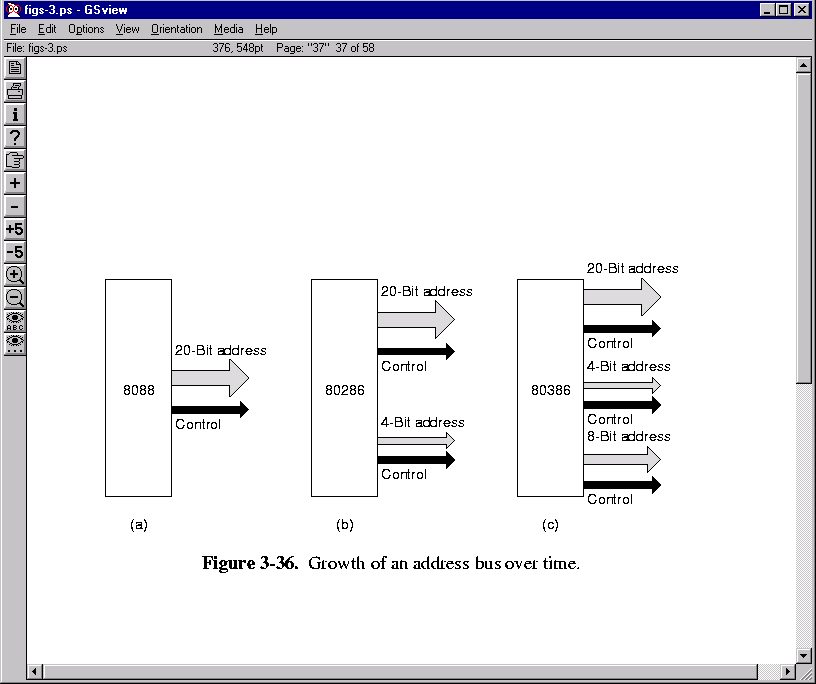 figs-3.ps - GSview
File Edit Options View Orientation Media Help
File: figs-3.ps 376, 548pt Page: "37" 37 of 58
i
?
+
-
+5
-5
ABC
8088
20-Bit address
Control
(a)
80286
20-Bit address
Control
4-Bit address
Control
(b)
80386
20-Bit address
Control
4-Bit address
Control
8-Bit address
Control
(c)
Figure 3-36. Growth of an address bus over time.